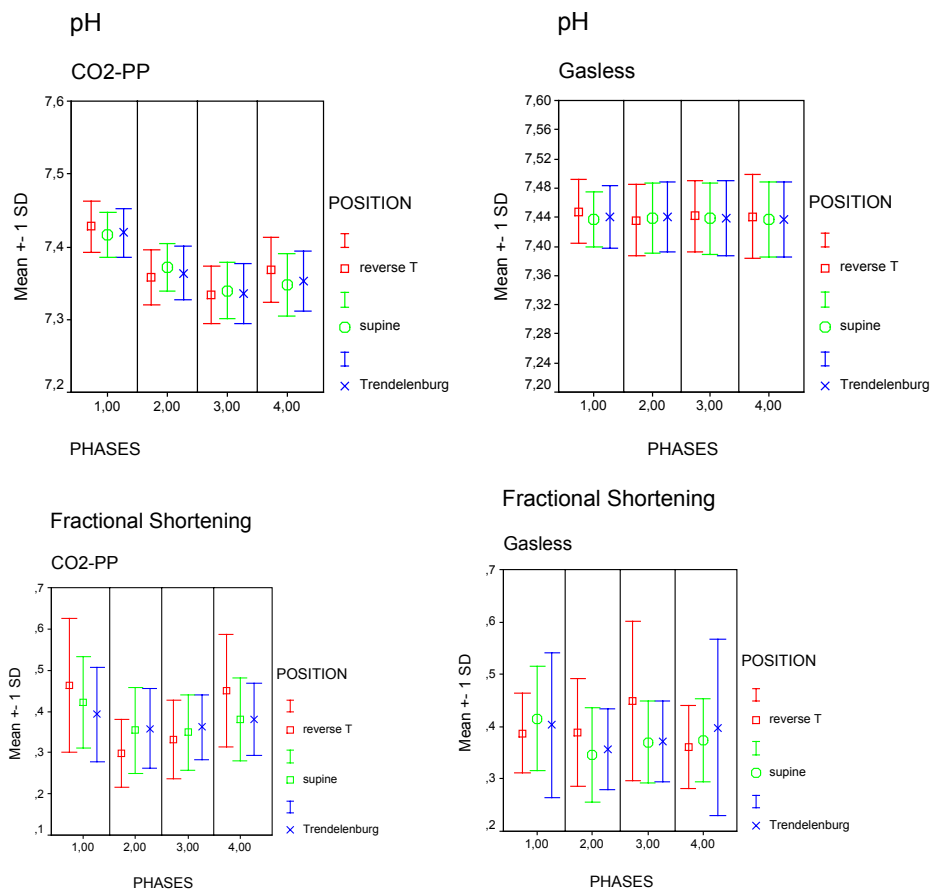 pH
CO2-PP
Mean +- 1 SD
7,6
7,5
7,4
7,3
7,2
1,00 2,00 3,00 4,00
PHASES
POSITION
reverse T
supine
Trendelenburg
pH
Gasless
Mean +- 1 SD
7,60
7,56
7,52
7,48
7,44
7,40
7,36
7,32
7,28
7,24
7,20
1,00 2,00 3,00 4,00
PHASES
POSITION
reverse T
supine
Trendelenburg
Fractional Shortening
CO2-PP
Mean +- 1 SD
,7
,6
,5
,4
,3
,2
,1
1,00 2,00 3,00 4,00
PHASES
POSITION
reverse T
supine
Trendelenburg
Fractional Shortening
Gasless
Mean +- 1 SD
,7
,6
,5
,4
,3
,2
1,00 2,00 3,00 4,00
PHASES
POSITION
reverse T
supine
Trendelenburg